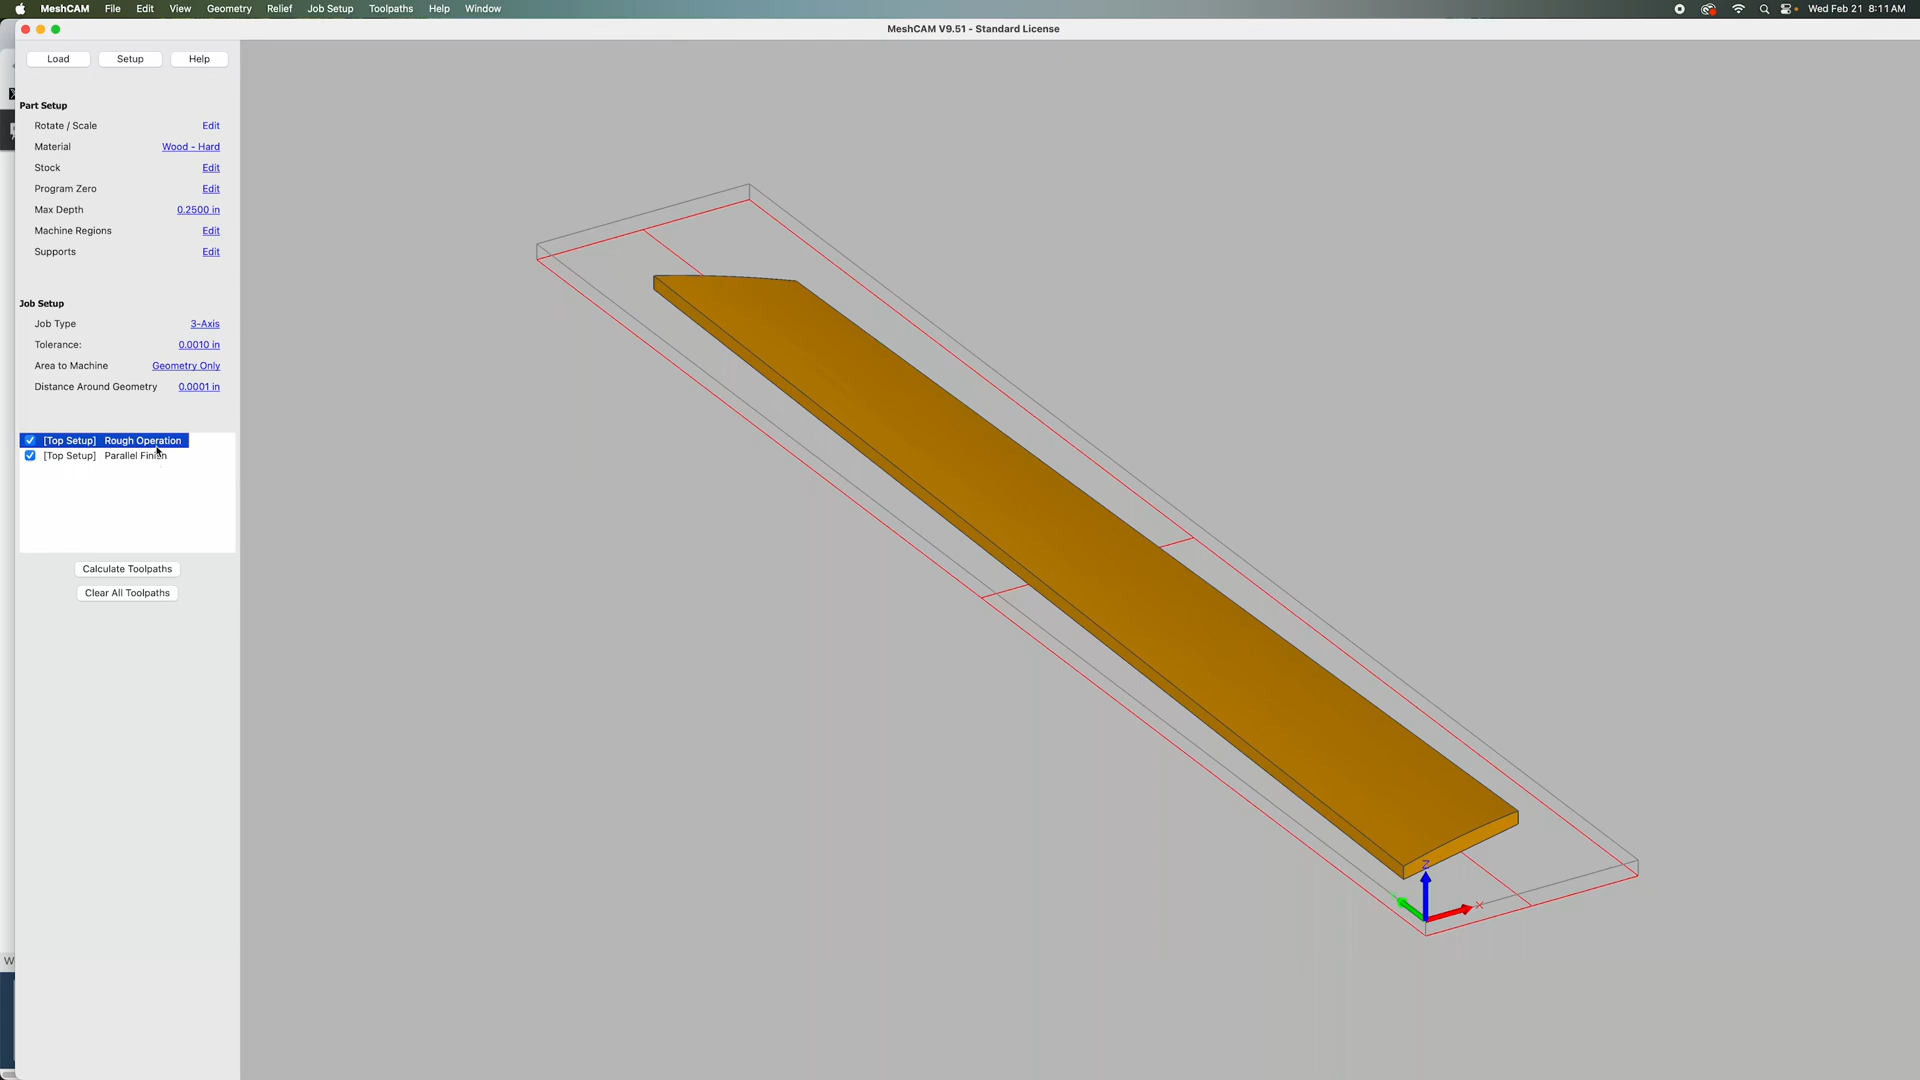 MeshCAM File Edit View Geometry Relief Job Setup Toolpaths Help Window Wed Feb 21 8:11 AM
MeshCAM V9.51 - Standard License
Load Setup Help
Part Setup
Rotate / Scale Edit
Material Wood - Hard
Stock Edit
Program Zero Edit
Max Depth 0.2500 in
Machine Regions Edit
Supports Edit
Job Setup
Job Type 3-Axis
Tolerance: 0.0010 in
Area to Machine Geometry Only
Distance Around Geometry 0.0001 in
[Top Setup] Rough Operation
[Top Setup] Parallel Finish
Calculate Toolpaths
Clear All Toolpaths
Z
X
W